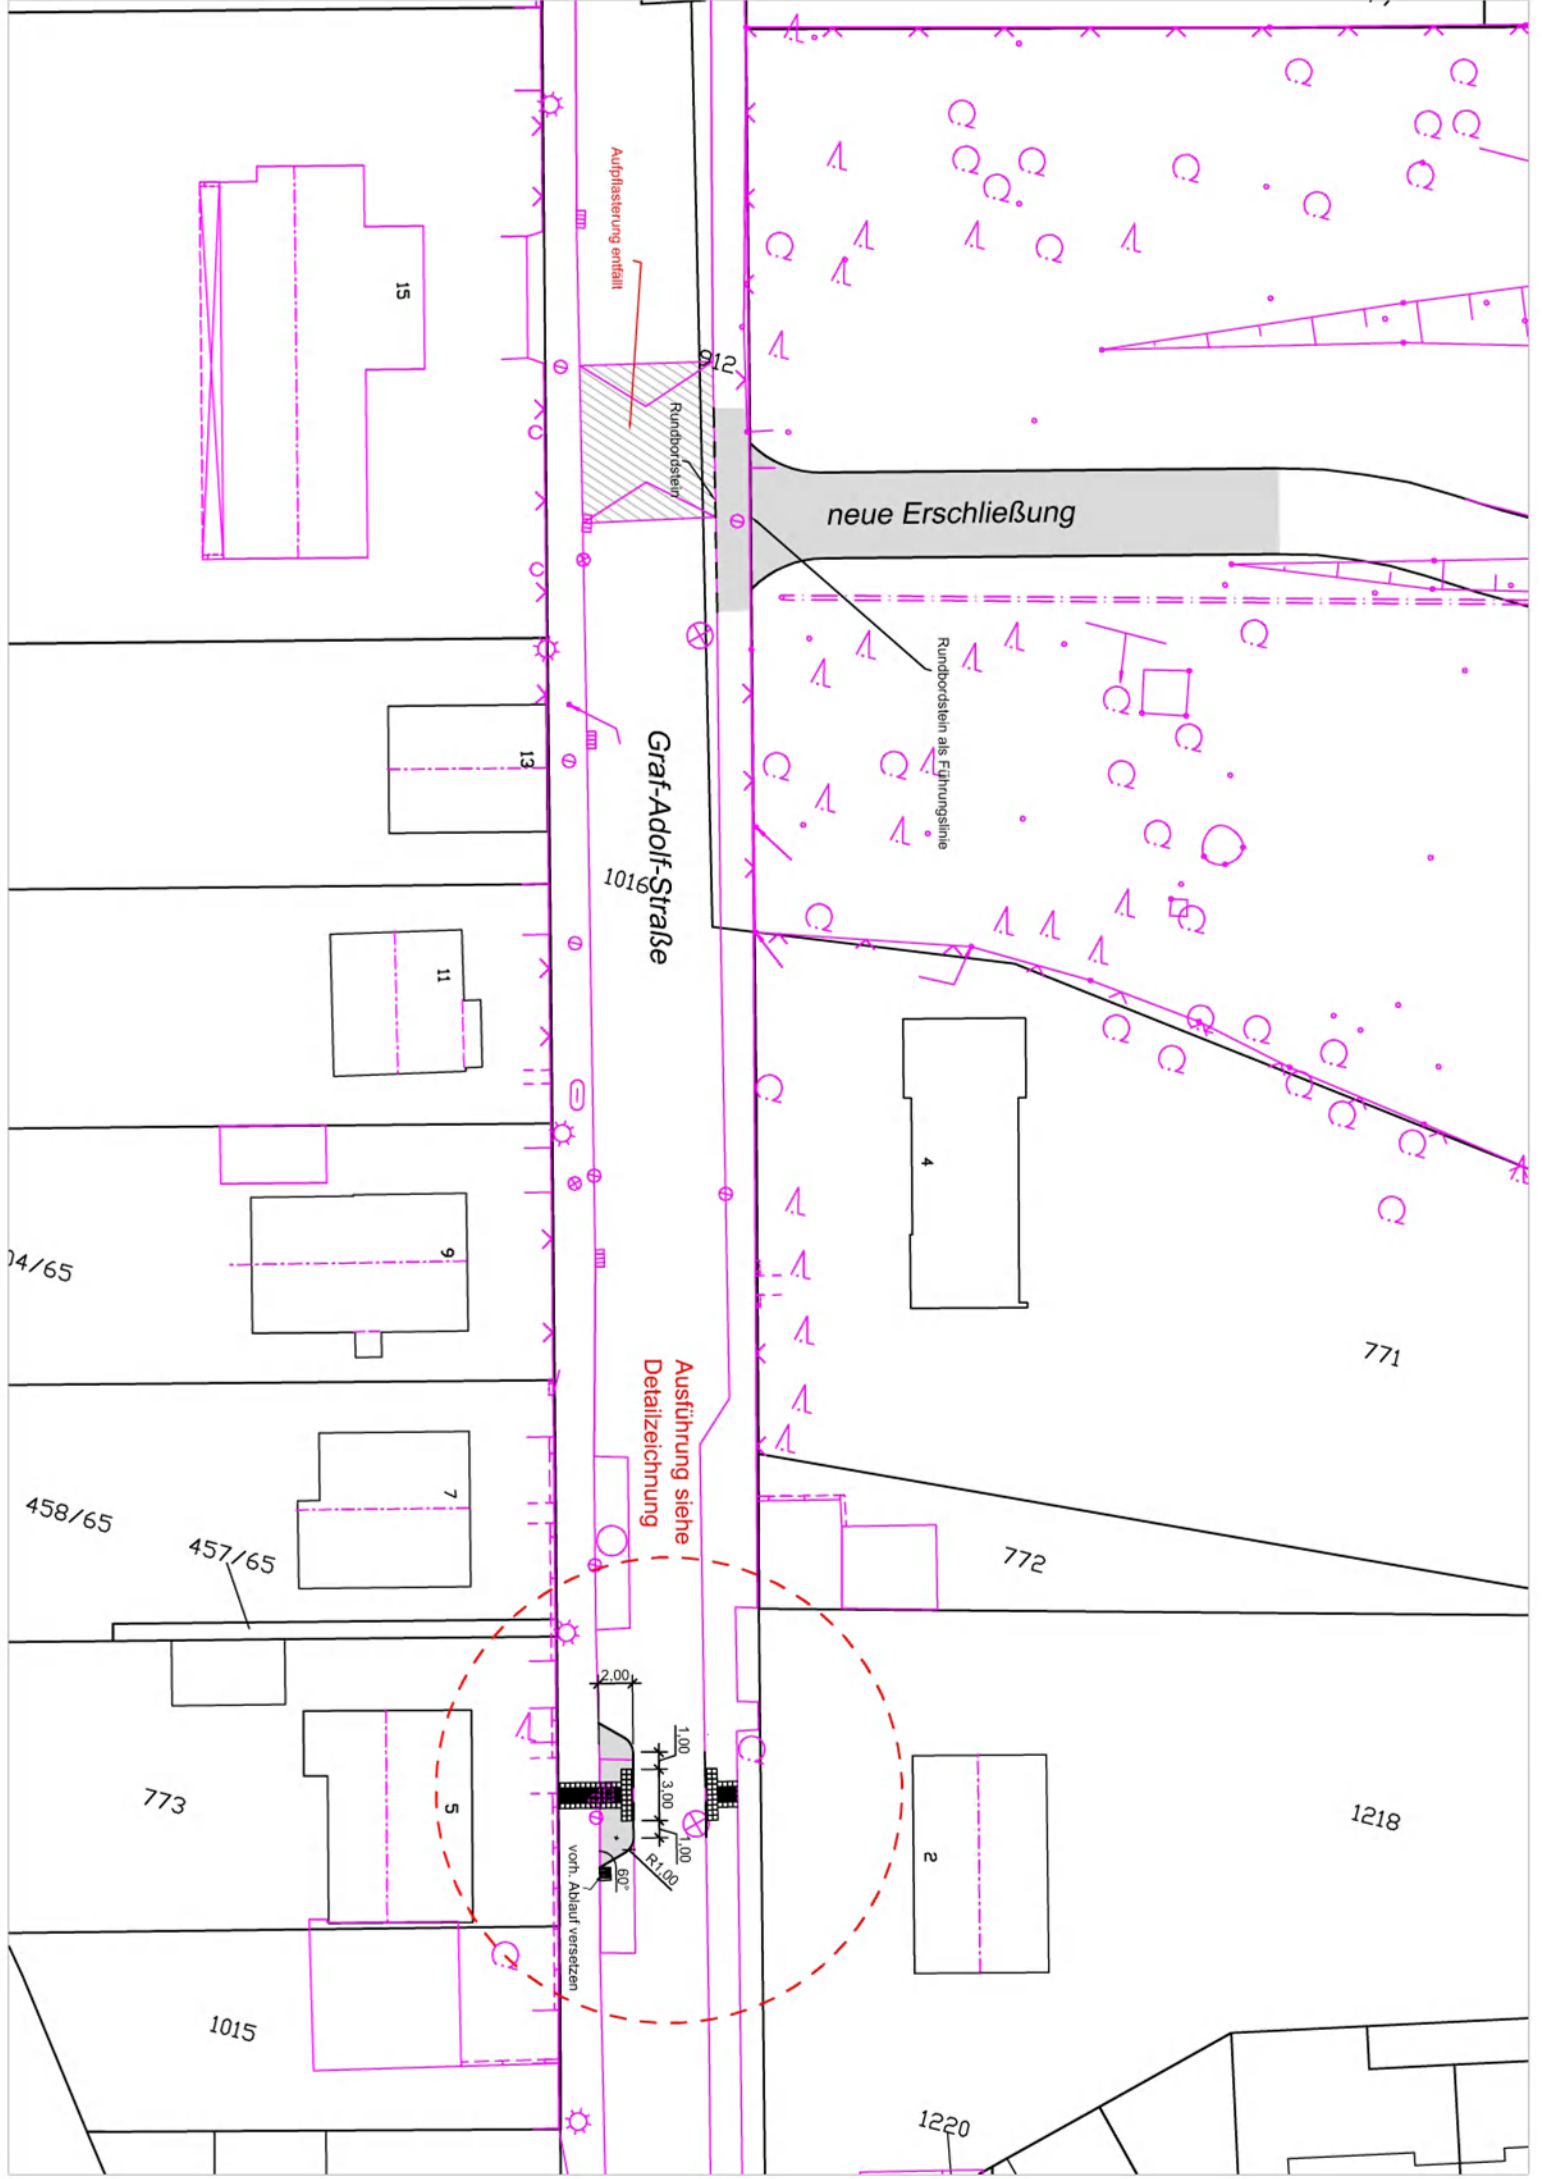 15
Aufpflasterung entfällt
912
Rundbordstein
neue Erschließung
Rundbordstein als Führungslinie
13
Graf-Adolf-Straße
1016
11
4
9
04/65
771
Ausführung siehe
Detailzeichnung
7
458/65
457/65
772
2,00
1,00
3,00
1,00
R1,00
60°
vorh. Ablauf versetzen
5
773
2
1218
1015
1220